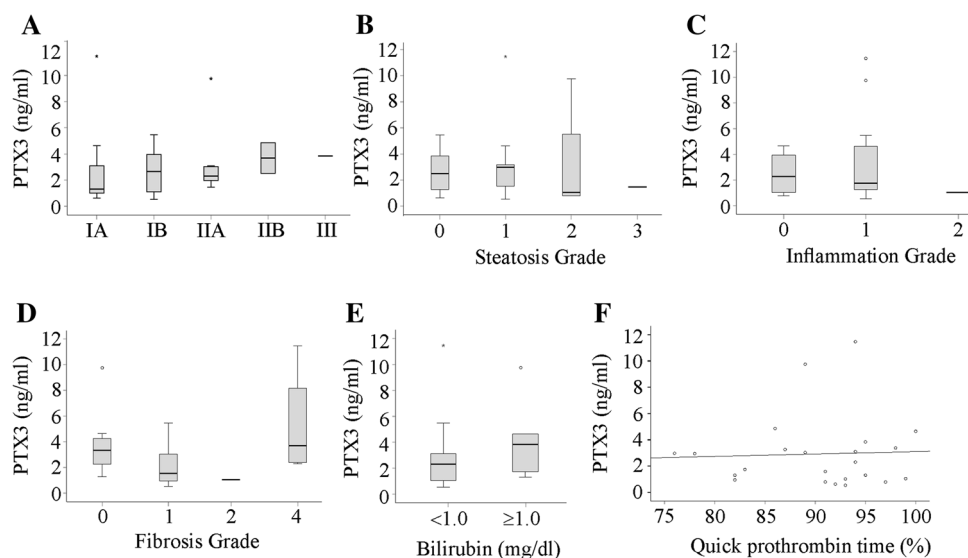 A
PTX3 (ng/ml)
12
10
8
6
4
2
0
IA IB IIA IIB III
B
PTX3 (ng/ml)
12
10
8
6
4
2
0
0 1 2 3
Steatosis Grade
C
PTX3 (ng/ml)
12
10
8
6
4
2
0
0 1 2
Inflammation Grade
D
PTX3 (ng/ml)
12
10
8
6
4
2
0
0 1 2 4
Fibrosis Grade
E
PTX3 (ng/ml)
12
10
8
6
4
2
0
<1.0 ≥1.0
Bilirubin (mg/dl)
F
PTX3 (ng/ml)
12
10
8
6
4
2
0
75 80 85 90 95 100
Quick prothrombin time (%)